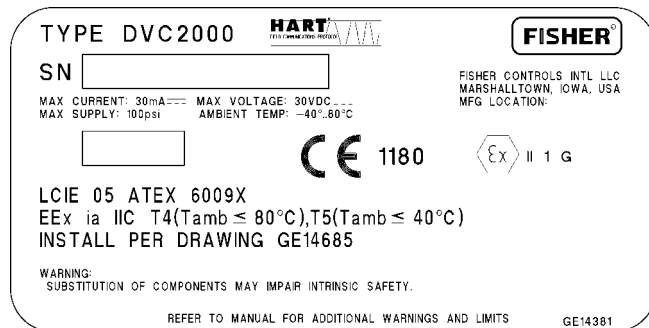 TYPE DVC2000
HART
FIELD COMMUNICATIONS PROTOCOL
FISHER®
SN
FISHER CONTROLS INTL LLC
MARSHALLTOWN, IOWA, USA
MFG LOCATION:
MAX CURRENT: 30mA⎓ MAX VOLTAGE: 30VDC⎓
MAX SUPPLY: 100psi AMBIENT TEMP: –40°..80°C
CE 1180 Ex II 1 G
LCIE 05 ATEX 6009X
EEx ia IIC T4(Tamb ≤ 80°C),T5(Tamb ≤ 40°C)
INSTALL PER DRAWING GE14685
WARNING:
SUBSTITUTION OF COMPONENTS MAY IMPAIR INTRINSIC SAFETY.
REFER TO MANUAL FOR ADDITIONAL WARNINGS AND LIMITS GE14381